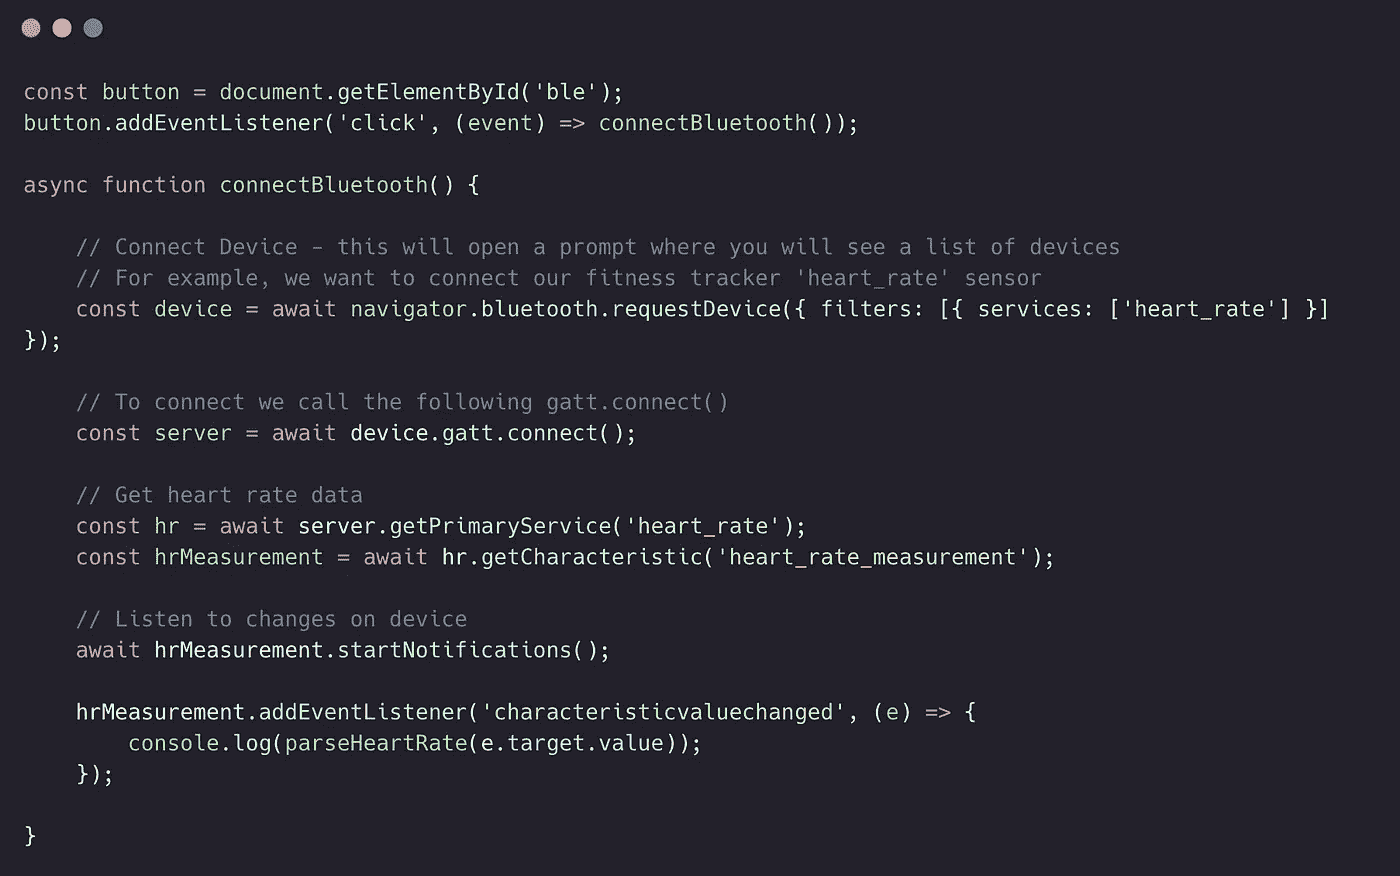 const button = document.getElementById('ble');
button.addEventListener('click', (event) => connectBluetooth());
async function connectBluetooth() {
// Connect Device – this will open a prompt where you will see a list of devices
// For example, we want to connect our fitness tracker 'heart_rate' sensor
const device = await navigator.bluetooth.requestDevice({ filters: [{ services: ['heart_rate'] }]
});
// To connect we call the following gatt.connect()
const server = await device.gatt.connect();
// Get heart rate data
const hr = await server.getPrimaryService('heart_rate');
const hrMeasurement = await hr.getCharacteristic('heart_rate_measurement');
// Listen to changes on device
await hrMeasurement.startNotifications();
hrMeasurement.addEventListener('characteristicvaluechanged', (e) => {
console.log(parseHeartRate(e.target.value));
});
}